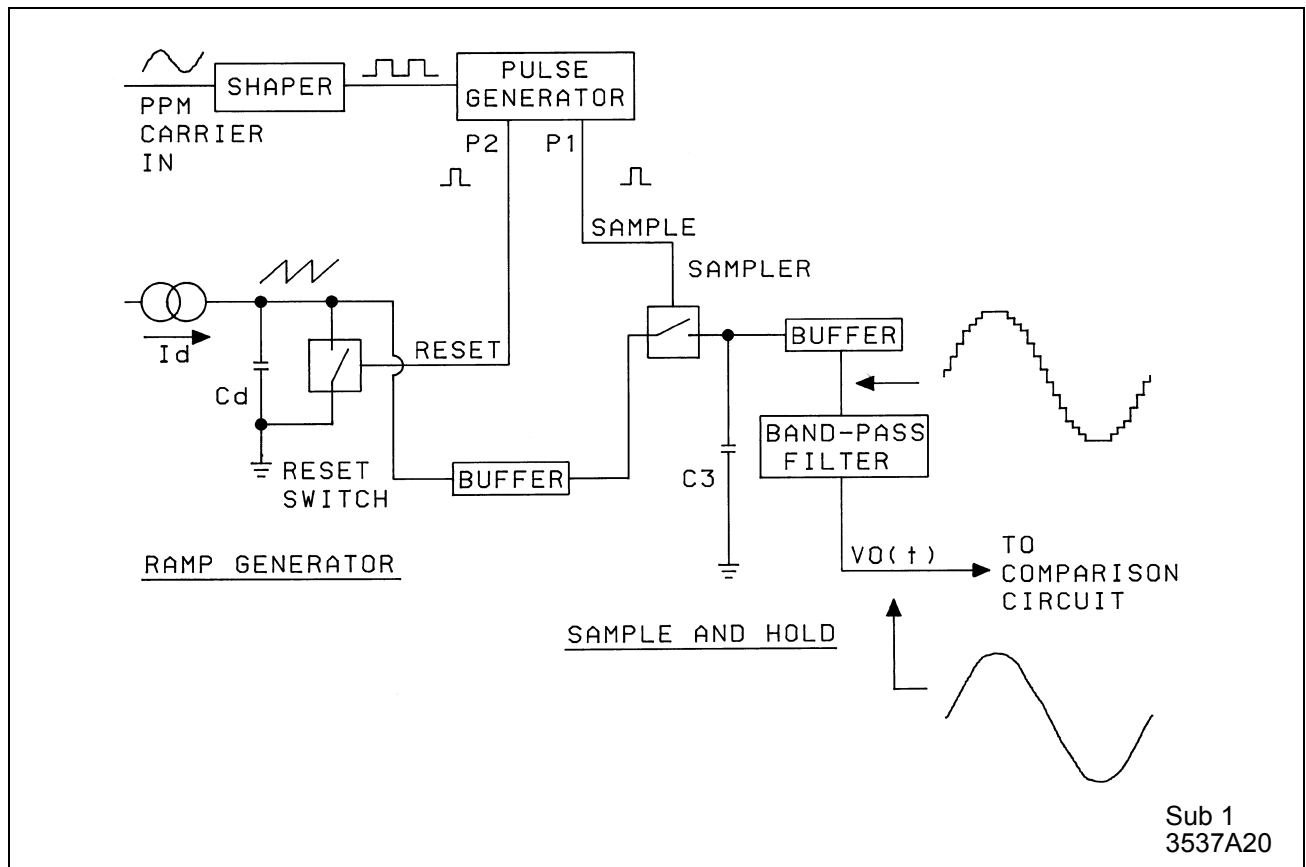 SHAPER
PULSE
GENERATOR
PPM
CARRIER
IN
P2
P1
SAMPLE
SAMPLER
Id
Cd
RESET
BUFFER
RESET
SWITCH
BUFFER
C3
BAND-PASS
FILTER
RAMP GENERATOR
VO(t)
TO
COMPARISON
CIRCUIT
SAMPLE AND HOLD
Sub 1
3537A20